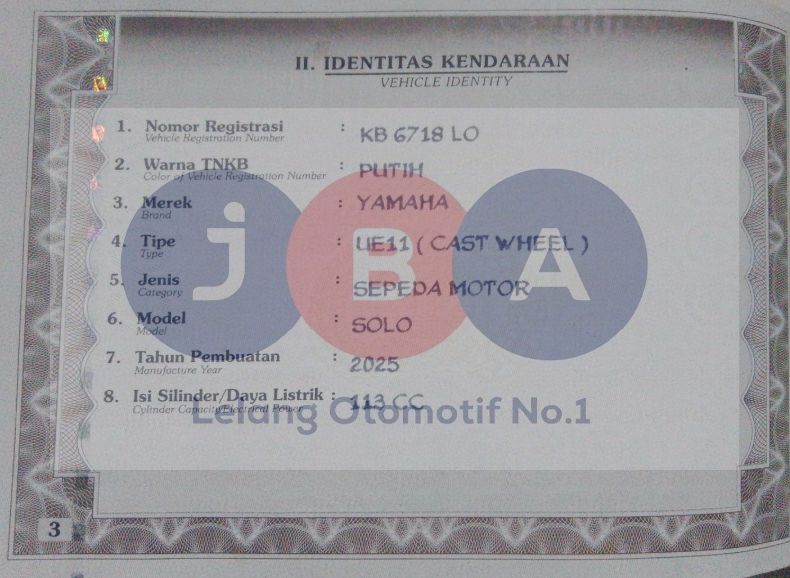 II. IDENTITAS KENDARAAN
VEHICLE IDENTITY
1. Nomor Registrasi : KB 6718 LO
Vehicle Registration Number
2. Warna TNKB : PUTIH
Color of Vehicle Registration Number
3. Merek : YAMAHA
Brand
4. Tipe : UE11 ( CAST WHEEL )
Type
5. Jenis : SEPEDA MOTOR
Category
6. Model : SOLO
Model
7. Tahun Pembuatan : 2025
Manufacture Year
8. Isi Silinder/Daya Listrik : 113 CC
Cylinder Capacity/Electrical Power
JBA
Lelang Otomotif No.1
3